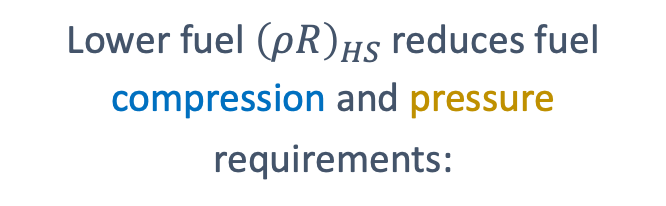 Lower fuel (ρR)_HS reduces fuel
compression and pressure
requirements: